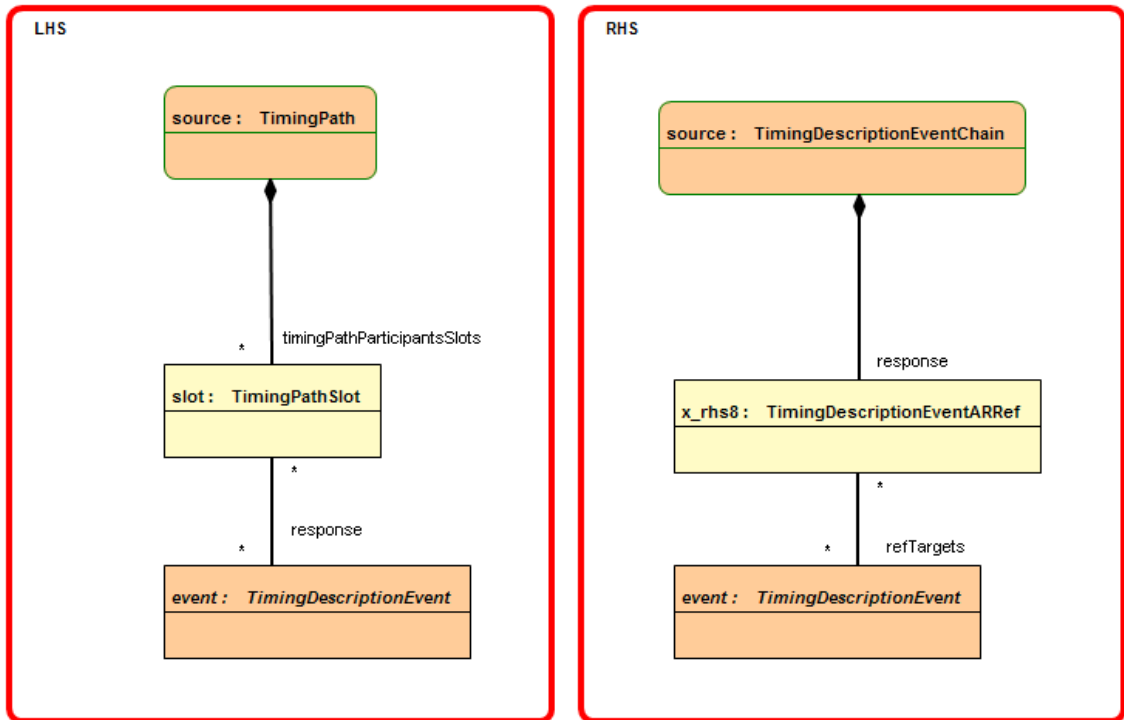 LHS
source : TimingPath
* timingPathParticipantsSlots
slot : TimingPathSlot
*
response
*
event : TimingDescriptionEvent
RHS
source : TimingDescriptionEventChain
response
x_rhs8 : TimingDescriptionEventARRef
*
* refTargets
event : TimingDescriptionEvent